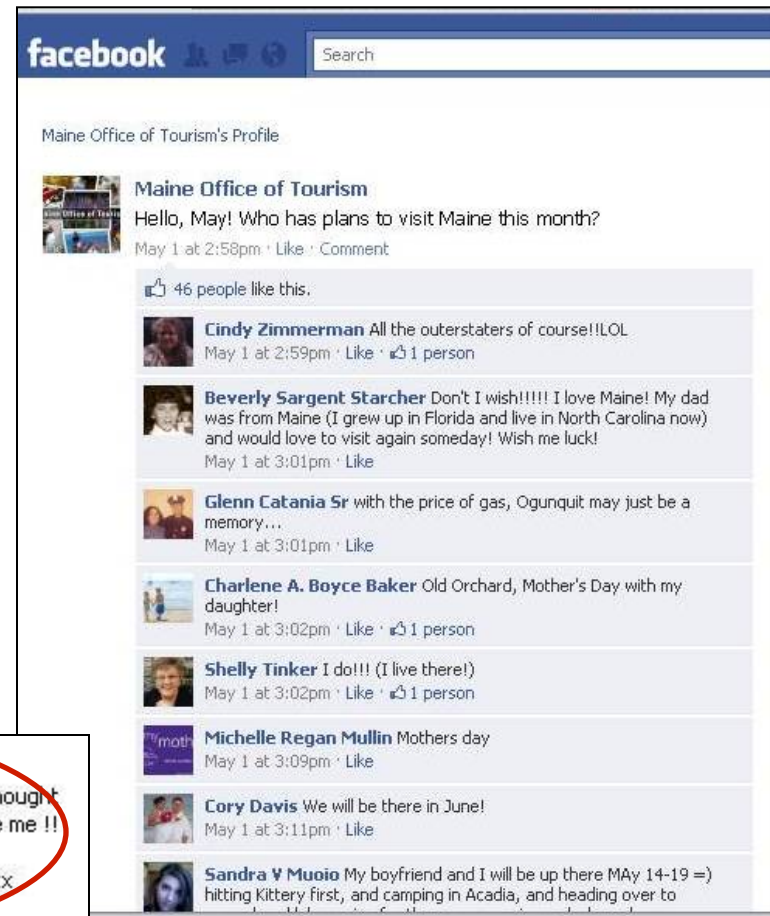 facebook
Search
Maine Office of Tourism's Profile
Maine Office of Tourism
Hello, May! Who has plans to visit Maine this month?
May 1 at 2:58pm · Like · Comment
46 people like this.
Cindy Zimmerman All the outerstaters of course!!LOL
May 1 at 2:59pm · Like · 1 person
Beverly Sargent Starcher Don't I wish!!!!! I love Maine! My dad
was from Maine (I grew up in Florida and live in North Carolina now)
and would love to visit again someday! Wish me luck!
May 1 at 3:01pm · Like
Glenn Catania Sr with the price of gas, Ogunquit may just be a
memory...
May 1 at 3:01pm · Like
Charlene A. Boyce Baker Old Orchard, Mother's Day with my
daughter!
May 1 at 3:02pm · Like · 1 person
Shelly Tinker I do!!! (I live there!)
May 1 at 3:02pm · Like · 1 person
moth
Michelle Regan Mullin Mothers day
May 1 at 3:09pm · Like
Cory Davis We will be there in June!
May 1 at 3:11pm · Like
Sandra V Muoio My boyfriend and I will be up there MAy 14-19 =)
hitting Kittery first, and camping in Acadia, and heading over to
me !!
x